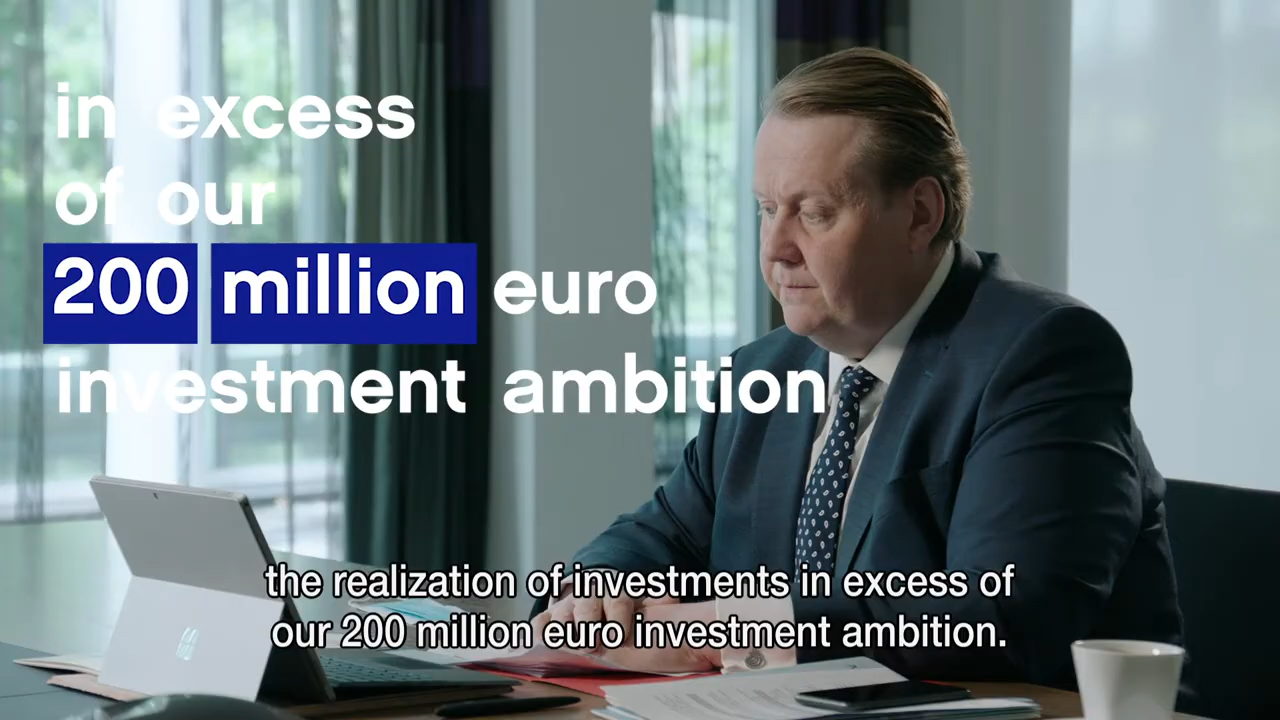 in excess
of our
200 million euro
investment ambition
the realization of investments in excess of
our 200 million euro investment ambition.